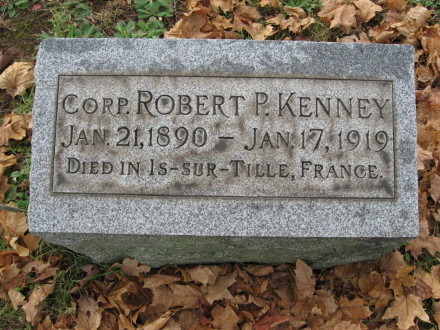 CORP. ROBERT P. KENNEY
JAN. 21, 1890 – JAN. 17, 1919
DIED IN IS-SUR-TILLE, FRANCE.